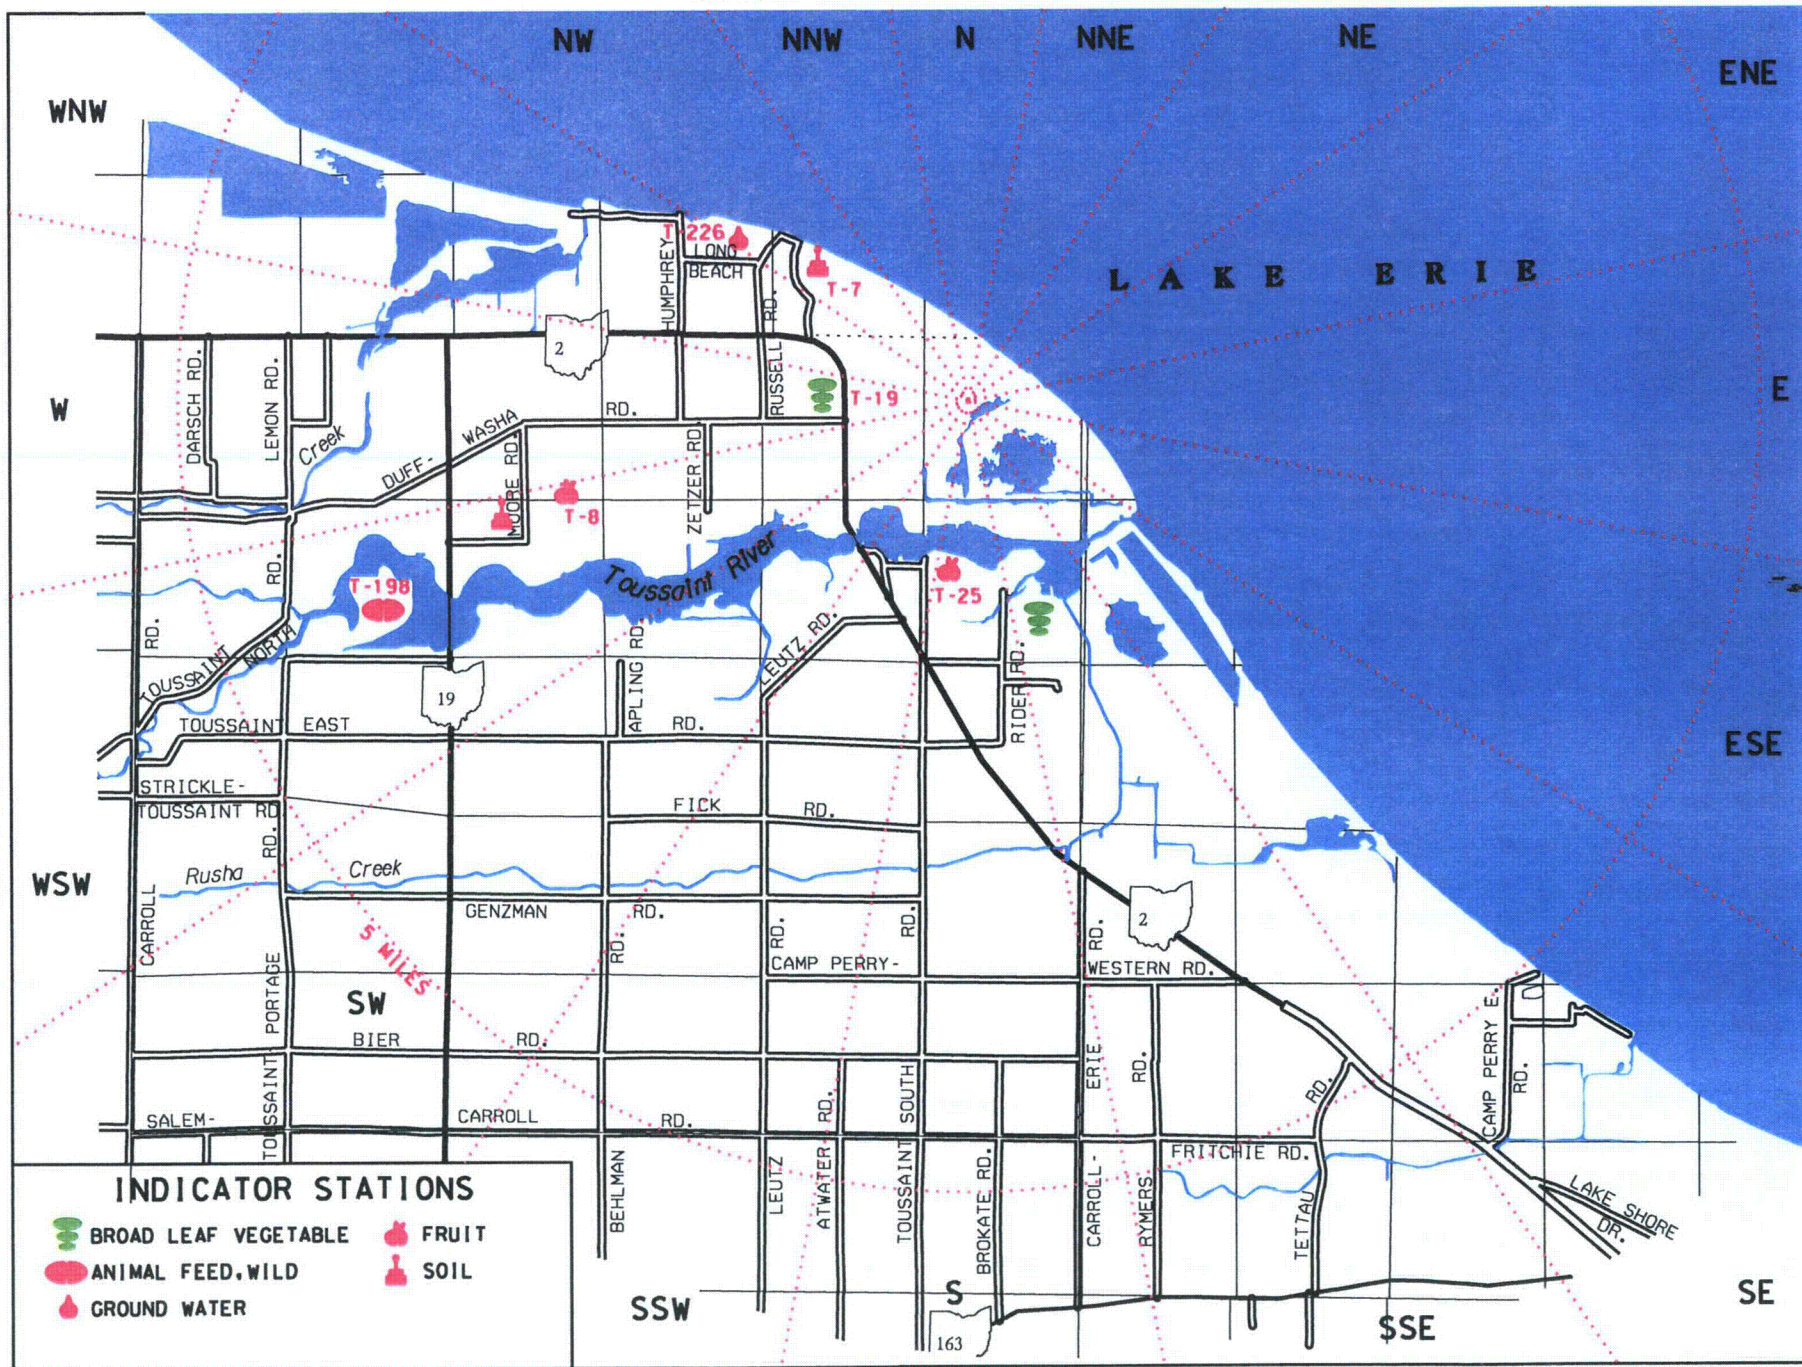 NW
NNW
N
NNE
NE
ENE
WNW
T-226
LONG
BEACH
HUMPHREY
RD.
T-7
LAKE ERIE
2
DARSCH RD.
LEMON RD.
RUSSELL
T-19
E
W
Creek
DUFF-
WASHA
RD.
MOORE RD.
ZETZER RD.
T-8
Toussaint River
T-198
RD.
RD.
T-25
TOUSSAINT
NORTH
APLING RD.
LEUTZ RD.
RIDER RD.
19
TOUSSAINT EAST
RD.
ESE
STRICKLE-
TOUSSAINT RD.
FICK
RD.
RD.
WSW
Rusha
Creek
CARROLL
GENZMAN
RD.
RD.
RD.
RD.
RD.
2
5 MILES
CAMP PERRY-
WESTERN RD.
SW
TOUSSAINT PORTAGE
BIER
RD.
ERIE
RD.
CAMP PERRY E.
RD.
RD.
SALEM-
CARROLL
RD.
RD.
SOUTH
FRITCHIE RD.
BEHLMAN
LEUTZ
ATWATER
TOUSSAINT
BROKATE RD.
CARROLL-
RYMERS
TETTAU
LAKE SHORE
DR.
INDICATOR STATIONS
BROAD LEAF VEGETABLE
FRUIT
ANIMAL FEED,WILD
SOIL
GROUND WATER
SSW
S
163
SSE
SE